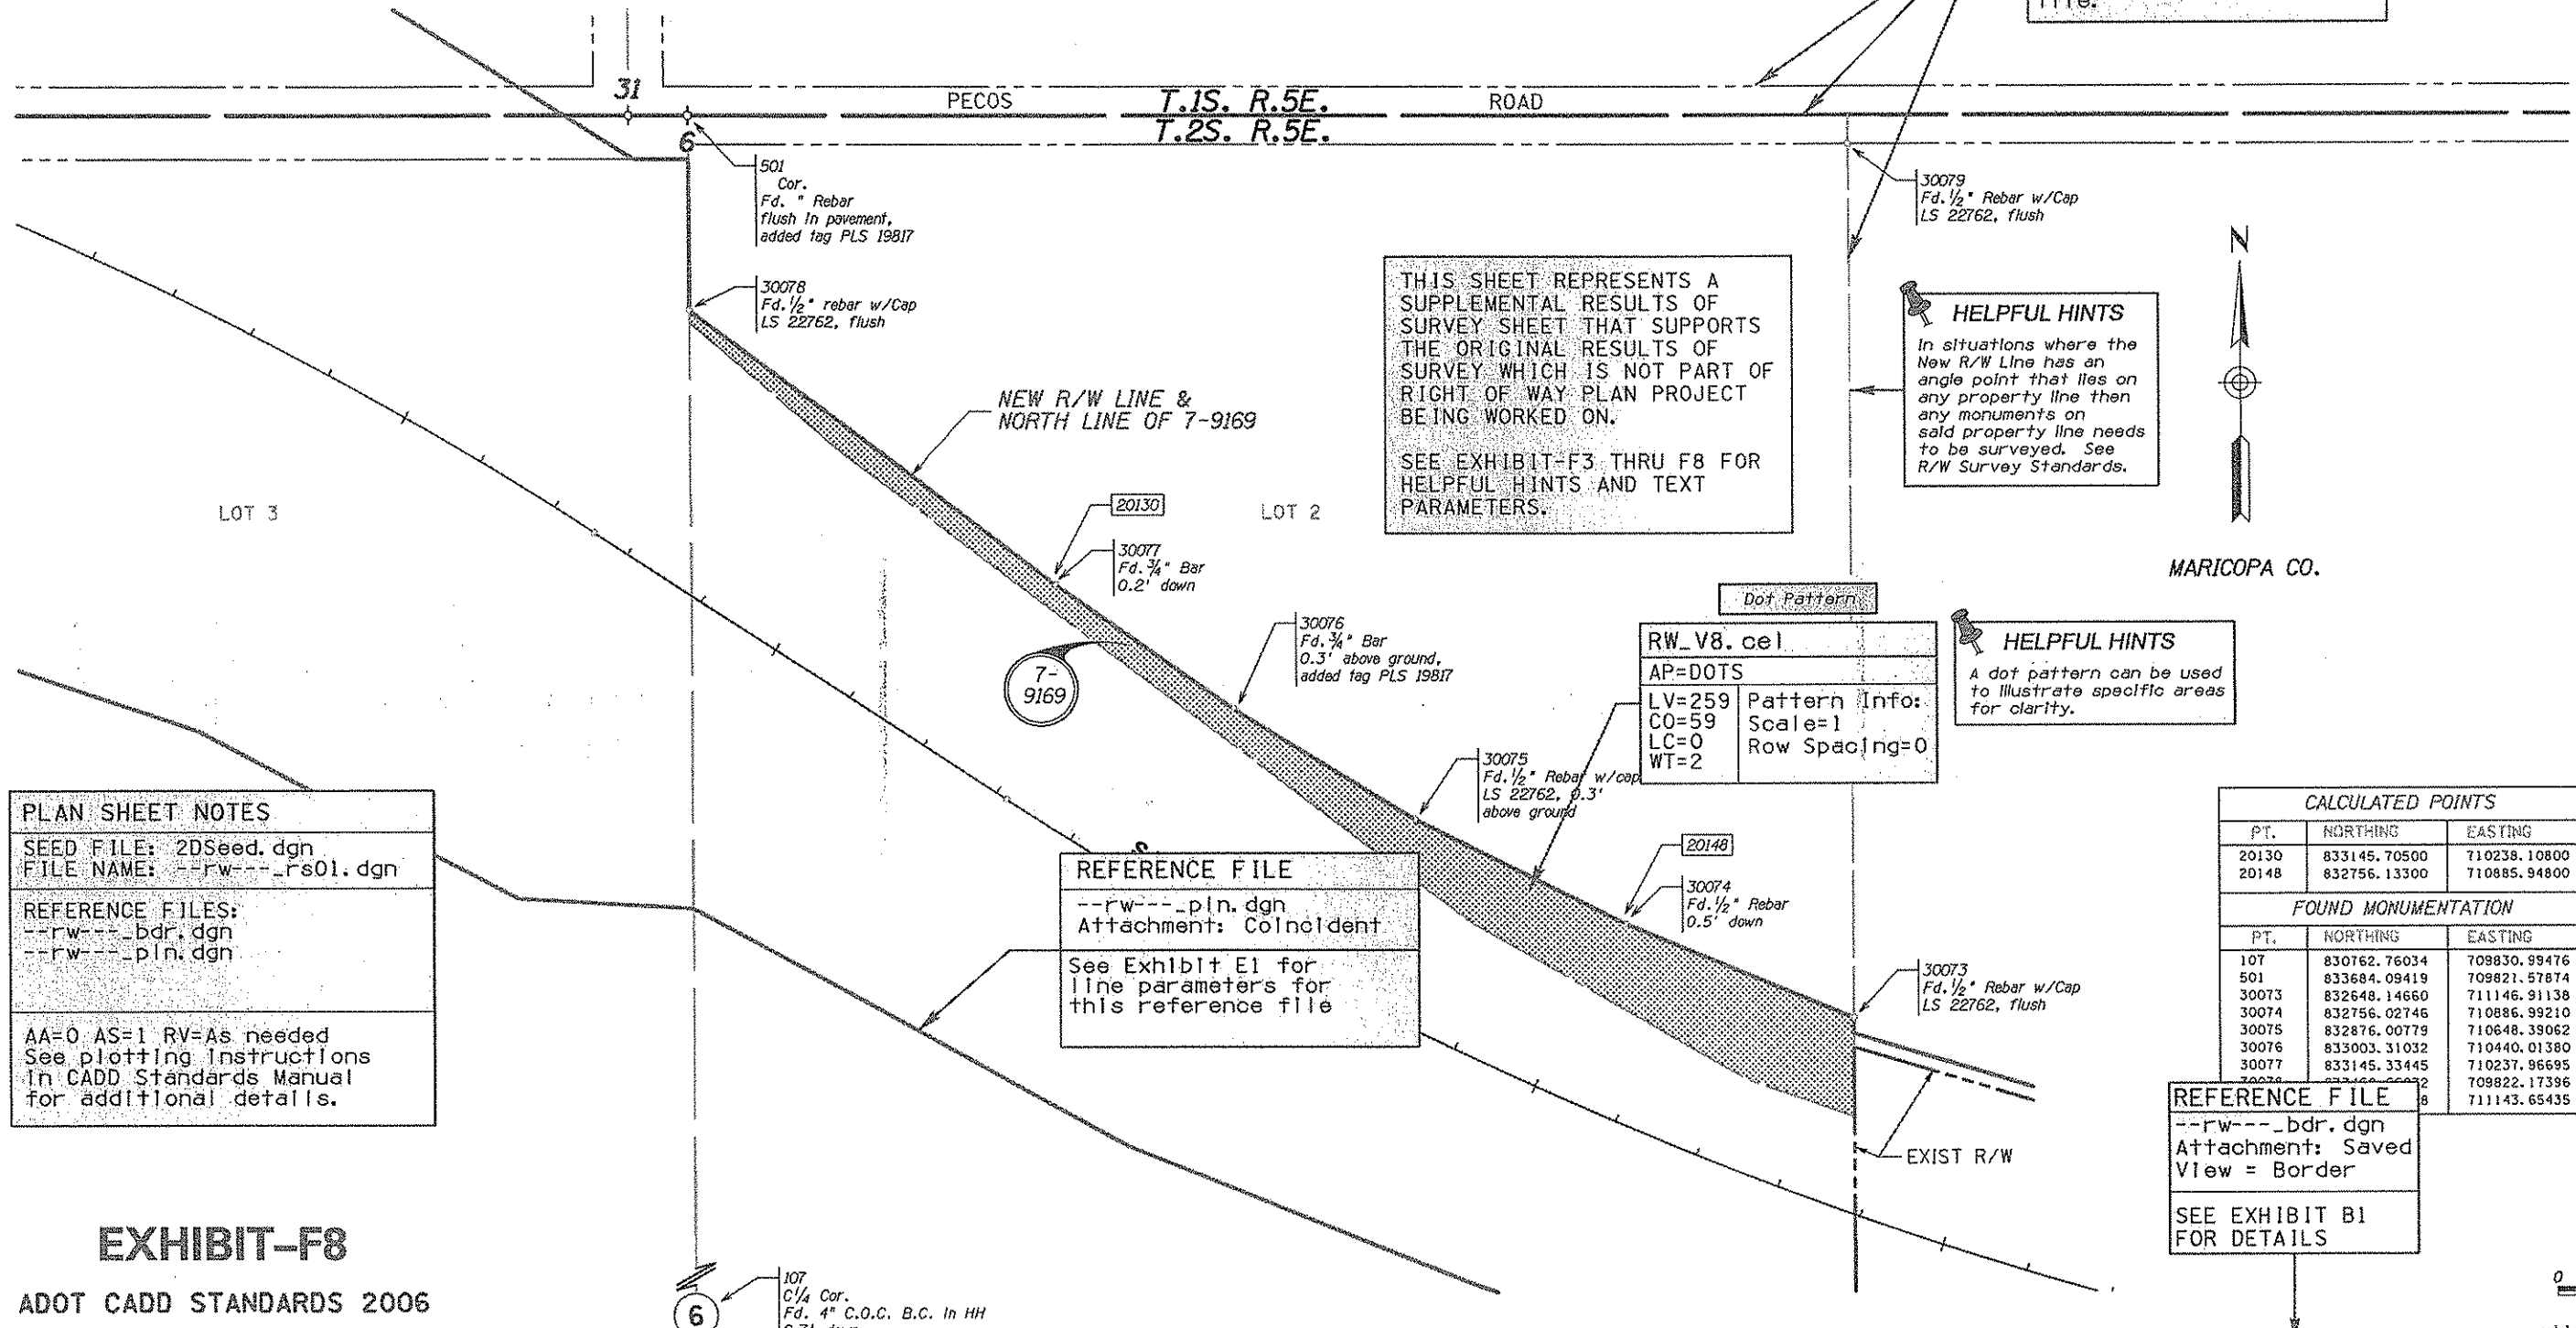 31
PECOS T.1S. R.5E. ROAD
T.2S. R.5E.
6
501
Cor.
Fd. " Rebar
flush in pavement,
added tag PLS 19817
30079
Fd. 1/2" Rebar w/Cap
LS 22762, flush
30078
Fd. 1/2" rebar w/Cap
LS 22762, flush
THIS SHEET REPRESENTS A
SUPPLEMENTAL RESULTS OF
SURVEY SHEET THAT SUPPORTS
THE ORIGINAL RESULTS OF
SURVEY WHICH IS NOT PART OF
RIGHT OF WAY PLAN PROJECT
BEING WORKED ON.
SEE EXHIBIT-F3 THRU F8 FOR
HELPFUL HINTS AND TEXT
PARAMETERS.
N
HELPFUL HINTS
In situations where the
New R/W Line has an
angle point that lies on
any property line then
any monuments on
said property line needs
to be surveyed. See
R/W Survey Standards.
MARICOPA CO.
NEW R/W LINE &
NORTH LINE OF 7-9169
LOT 3
20130
LOT 2
30077
Fd. 3/4" Bar
0.2' down
30076
Fd. 3/4" Bar
0.3' above ground,
added tag PLS 19817
7-
9169
Dot Pattern
RW_V8.cel
AP=DOTS
LV=259
CO=59
LC=0
WT=2
Pattern Info:
Scale=1
Row Spacing=0
HELPFUL HINTS
A dot pattern can be used
to illustrate specific areas
for clarity.
30075
Fd. 1/2" Rebar w/cap
LS 22762, 0.3'
above ground
20148
30074
Fd. 1/2" Rebar
0.5' down
30073
Fd. 1/2" Rebar w/Cap
LS 22762, flush
PLAN SHEET NOTES
SEED FILE: 2DSeed.dgn
FILE NAME: --rw---_rs01.dgn
REFERENCE FILES:
--rw---_bdr.dgn
--rw---_pln.dgn
AA=0 AS=1 RV=As needed
See plotting instructions
in CADD Standards Manual
for additional details.
REFERENCE FILE
--rw---_pln.dgn
Attachment: Coincident
See Exhibit E1 for
line parameters for
this reference file
CALCULATED POINTS
PT. NORTHING EASTING
20130 833145.70500 710238.10800
20148 832756.13300 710885.94800
FOUND MONUMENTATION
PT. NORTHING EASTING
107 830762.76034 709830.99476
501 833684.09419 709821.57874
30073 832648.14660 711146.91138
30074 832756.02746 710886.99210
30075 832876.00779 710648.39062
30076 833003.31032 710440.01380
30077 833145.33445 710237.96695
709822.17396
711143.65435
REFERENCE FILE
--rw---_bdr.dgn
Attachment: Saved
View = Border
SEE EXHIBIT B1
FOR DETAILS
EXIST R/W
EXHIBIT-F8
ADOT CADD STANDARDS 2006
6
107
C1/4 Cor.
Fd. 4" C.O.C. B.C. in HH
0